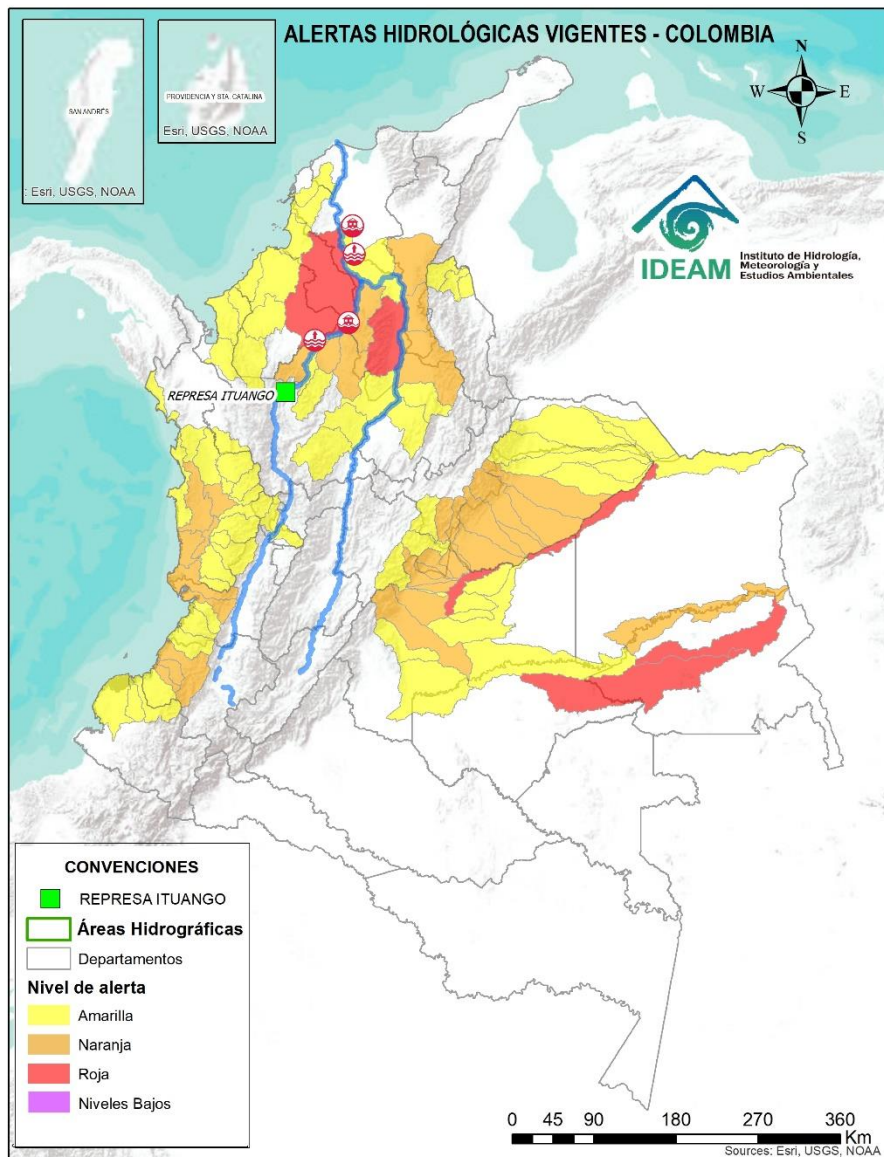 ALERTAS HIDROLÓGICAS VIGENTES - COLOMBIA
SAN ANDRÉS
: Esri, USGS, NOAA
PROVIDENCIA Y STA. CATALINA
Esri, USGS, NOAA
N
W
E
S
IDEAM
Instituto de Hidrología,
Meteorología y
Estudios Ambientales
REPRESA ITUANGO
CONVENCIONES
REPRESA ITUANGO
Áreas Hidrográficas
Departamentos
Nivel de alerta
Amarilla
Naranja
Roja
Niveles Bajos
0 45 90 180 270 360
Km
Sources: Esri, USGS, NOAA